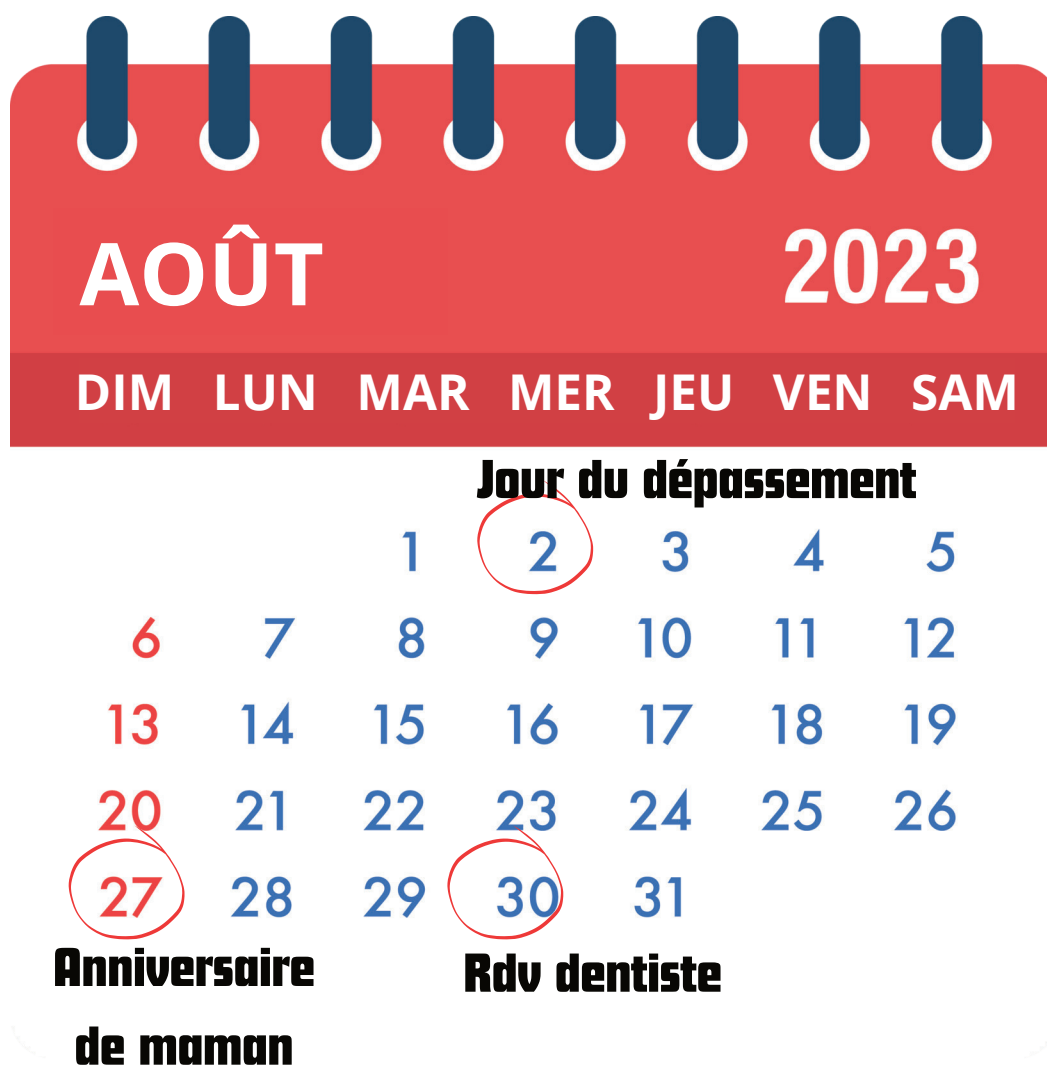 AOÛT 2023
DIM LUN MAR MER JEU VEN SAM
Jour du dépassement
1 2 3 4 5
6 7 8 9 10 11 12
13 14 15 16 17 18 19
20 21 22 23 24 25 26
27 28 29 30 31
Anniversaire
de maman
Rdv dentiste